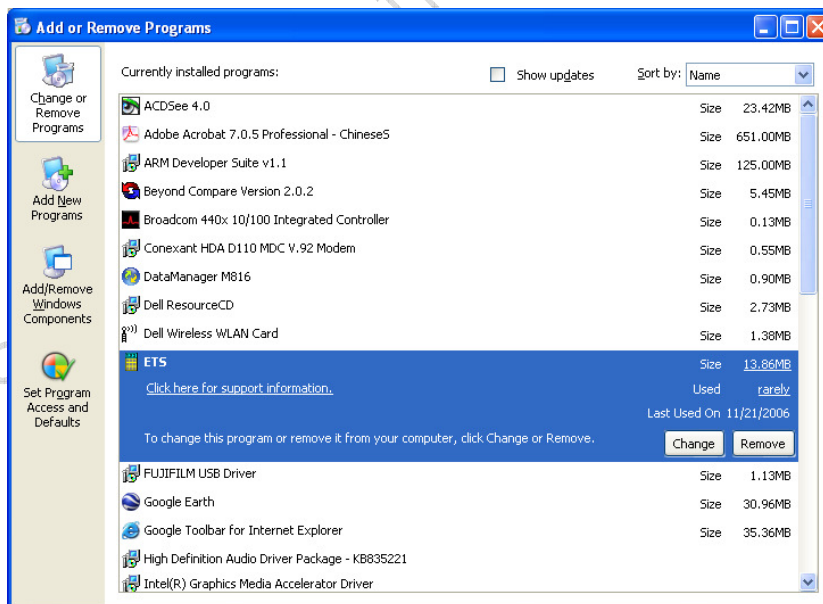 Add or Remove Programs
Change or
Remove
Programs
Add New
Programs
Add/Remove
Windows
Components
Set Program
Access and
Defaults
Currently installed programs:
Show updates
Sort by: Name
ACDSee 4.0 Size 23.42MB
Adobe Acrobat 7.0.5 Professional - ChineseS Size 651.00MB
ARM Developer Suite v1.1 Size 125.00MB
Beyond Compare Version 2.0.2 Size 5.45MB
Broadcom 440x 10/100 Integrated Controller Size 0.13MB
Conexant HDA D110 MDC V.92 Modem Size 0.55MB
DataManager M816 Size 0.90MB
Dell ResourceCD Size 2.73MB
Dell Wireless WLAN Card Size 1.38MB
ETS Size 13.86MB
Click here for support information. Used rarely
Last Used On 11/21/2006
To change this program or remove it from your computer, click Change or Remove. Change Remove
FUJIFILM USB Driver Size 1.13MB
Google Earth Size 30.96MB
Google Toolbar for Internet Explorer Size 35.36MB
High Definition Audio Driver Package - KB835221
Intel(R) Graphics Media Accelerator Driver